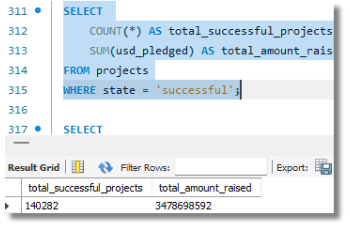 311 SELECT
312 COUNT(*) AS total_successful_projects
313 SUM(usd_pledged) AS total_amount_rais
314 FROM projects
315 WHERE state = 'successful';
316
317 SELECT
Result Grid Filter Rows: Export:
total_successful_projects total_amount_raised
140282 3478698592